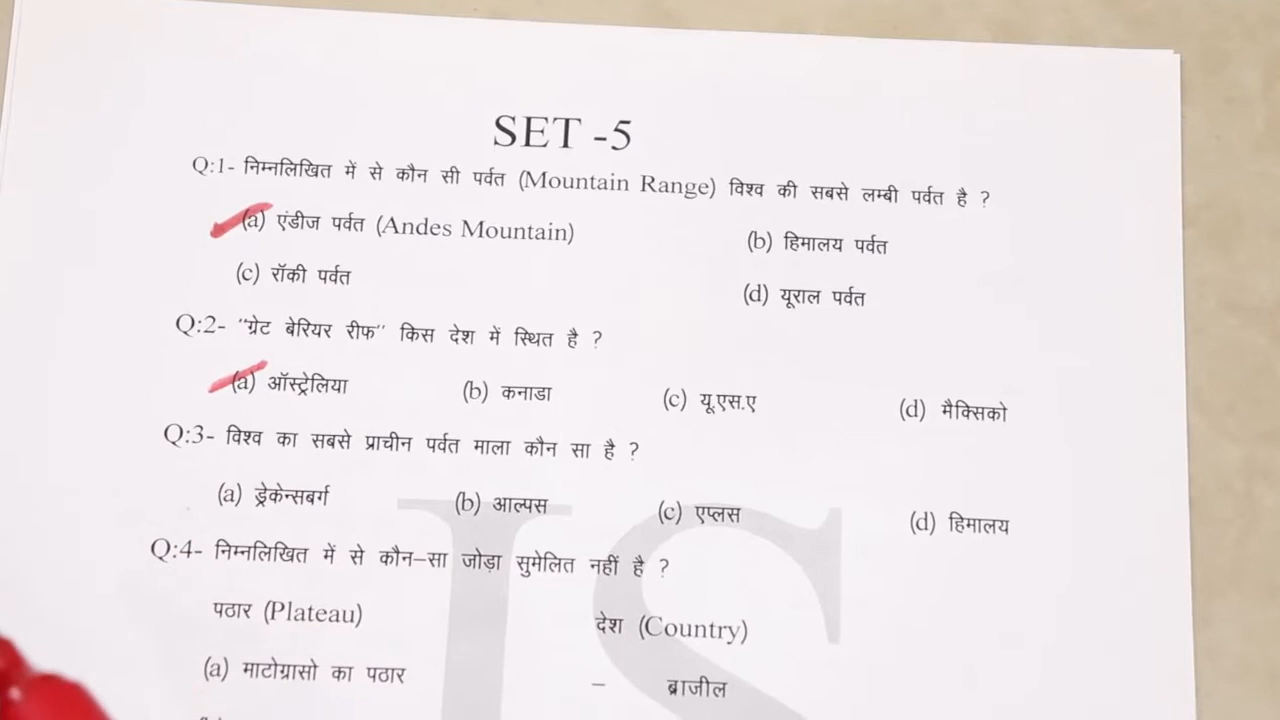 SET -5
Q:1- निम्नलिखित में से कौन सी पर्वत (Mountain Range) विश्व की सबसे लम्बी पर्वत है ?
(a) एंडीज पर्वत (Andes Mountain) (b) हिमालय पर्वत
(c) रॉकी पर्वत (d) यूराल पर्वत
Q:2- “ग्रेट बेरियर रीफ” किस देश में स्थित है ?
(a) ऑस्ट्रेलिया (b) कनाडा (c) यू.एस.ए (d) मैक्सिको
Q:3- विश्व का सबसे प्राचीन पर्वत माला कौन सा है ?
(a) ड्रेकेन्सबर्ग (b) आल्पस (c) एप्लस (d) हिमालय
Q:4- निम्नलिखित में से कौन–सा जोड़ा सुमेलित नहीं है ?
पठार (Plateau) देश (Country)
(a) माटोग्रासो का पठार – ब्राजील